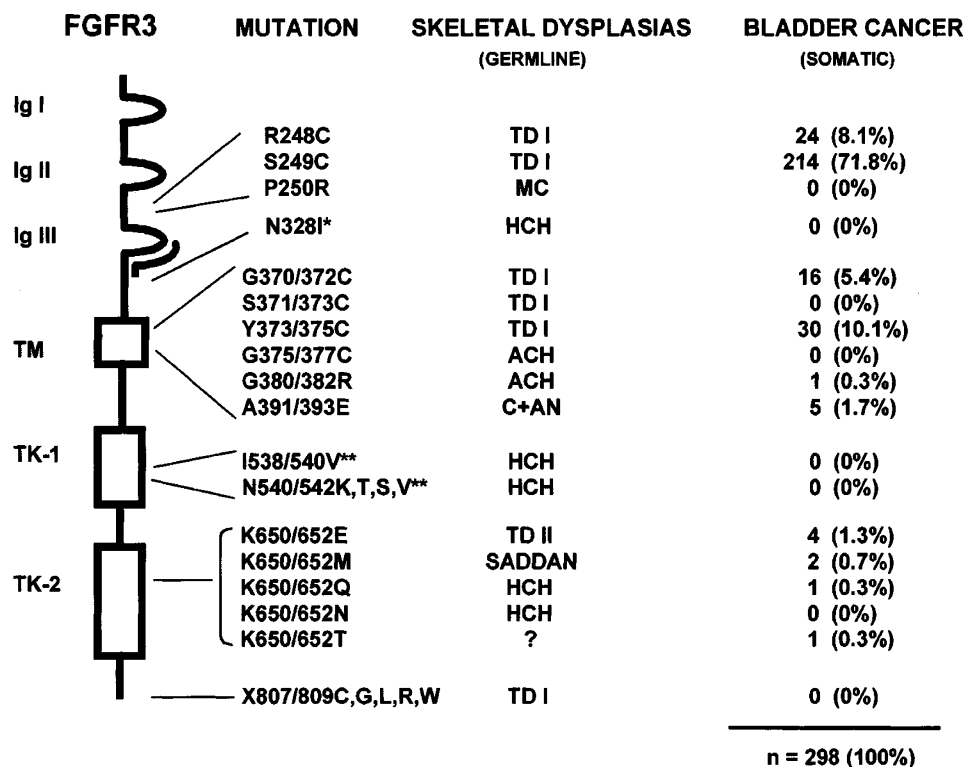 FGFR3 MUTATION SKELETAL DYSPLASIAS BLADDER CANCER
(GERMLINE) (SOMATIC)
Ig I
R248C TD I 24 (8.1%)
S249C TD I 214 (71.8%)
Ig II
P250R MC 0 (0%)
N328I* HCH 0 (0%)
Ig III
G370/372C TD I 16 (5.4%)
S371/373C TD I 0 (0%)
Y373/375C TD I 30 (10.1%)
TM
G375/377C ACH 0 (0%)
G380/382R ACH 1 (0.3%)
A391/393E C+AN 5 (1.7%)
TK-1
I538/540V** HCH 0 (0%)
N540/542K,T,S,V** HCH 0 (0%)
K650/652E TD II 4 (1.3%)
K650/652M SADDAN 2 (0.7%)
TK-2
K650/652Q HCH 1 (0.3%)
K650/652N HCH 0 (0%)
K650/652T ? 1 (0.3%)
X807/809C,G,L,R,W TD I 0 (0%)
n = 298 (100%)